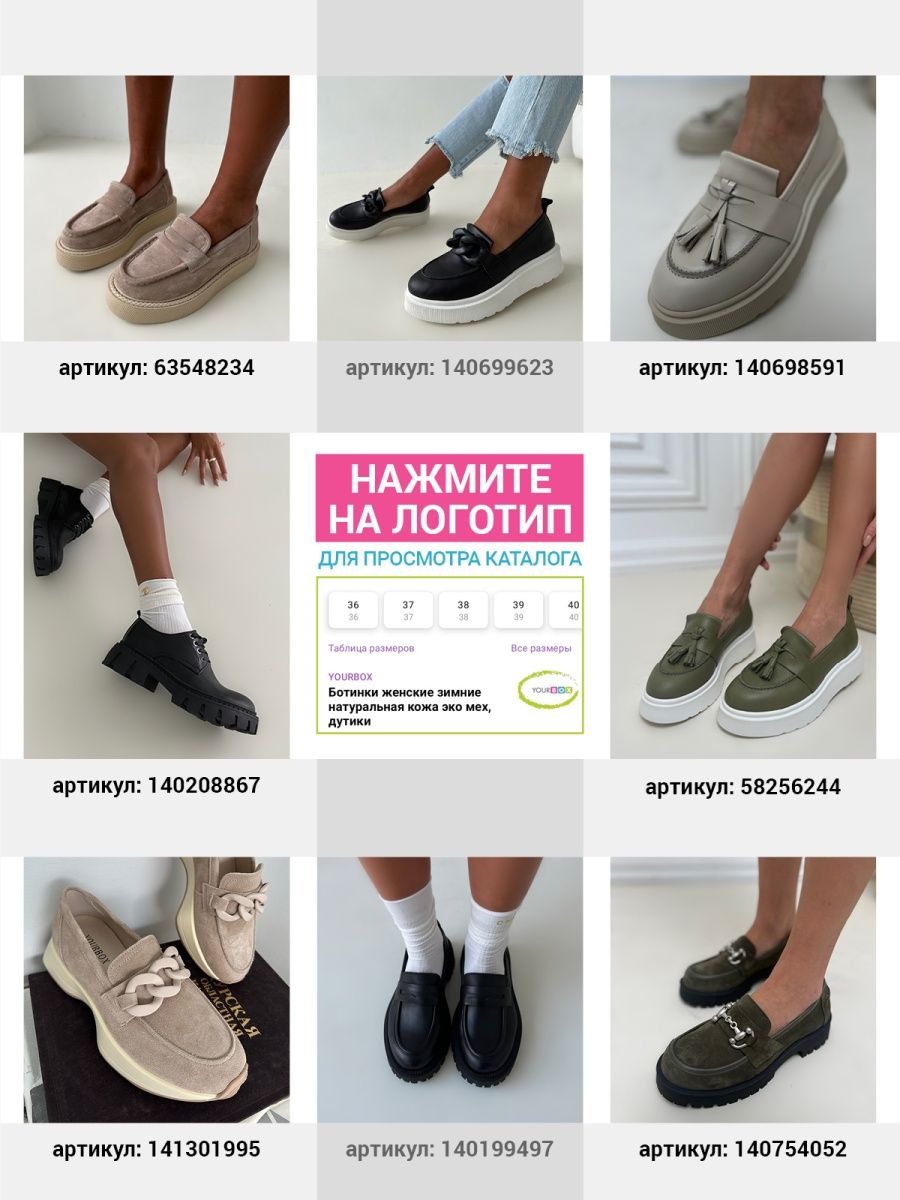 артикул: 63548234
артикул: 140699623
артикул: 140698591
НАЖМИТЕ
НА ЛОГОТИП
ДЛЯ ПРОСМОТРА КАТАЛОГА
36 37 38 39 40
36 37 38 39 40
Таблица размеров Все размеры
YOURBOX
Ботинки женские зимние
натуральная кожа эко мех,
дутики
YOURBOX
артикул: 140208867
артикул: 58256244
YOURBOX
УРСКАЯ
ОБЛАСТНАЯ
артикул: 141301995
артикул: 140199497
артикул: 140754052